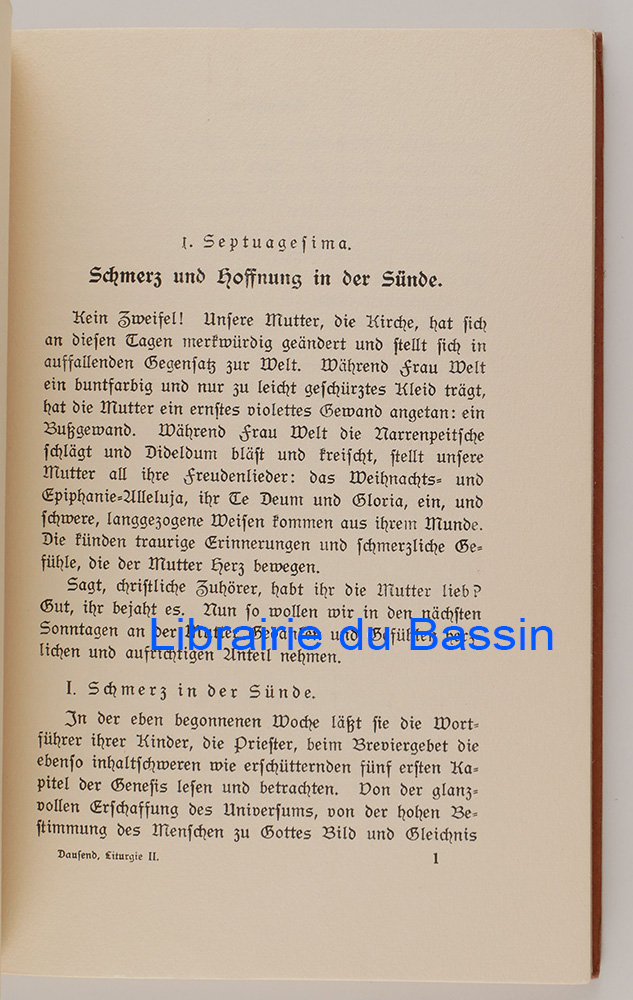 1. Septuagesima.
Schmerz und Hoffnung in der Sünde.
Kein Zweifel! Unsere Mutter, die Kirche, hat sich
an diesen Tagen merkwürdig geändert und stellt sich in
auffallenden Gegensatz zur Welt. Während Frau Welt
ein buntfarbig und nur zu leicht geschürztes Kleid trägt,
hat die Mutter ein ernstes violettes Gewand angetan: ein
Bußgewand. Während Frau Welt die Narrenpeitsche
schlägt und Dideldum bläst und kreischt, stellt unsere
Mutter all ihre Freudenlieder: das Weihnachts- und
Epiphanie-Alleluja, ihr Te Deum und Gloria, ein, und
schwere, langgezogene Weisen kommen aus ihrem Munde.
Die künden traurige Erinnerungen und schmerzliche Ge-
fühle, die der Mutter Herz bewegen.
Sagt, christliche Zuhörer, habt ihr die Mutter lieb?
Gut, ihr bejaht es. Nun so wollen wir in den nächsten
Sonntagen an der Mutter Gedanken und Gefühlen herz-
Librairie du Bassin
lichen und aufrichtigen Anteil nehmen.
I. Schmerz in der Sünde.
In der eben begonnenen Woche läßt sie die Wort-
führer ihrer Kinder, die Priester, beim Breviergebet die
ebenso inhaltschweren wie erschütternden fünf ersten Ka-
pitel der Genesis lesen und betrachten. Von der glanz-
vollen Erschaffung des Universums, von der hohen Be-
stimmung des Menschen zu Gottes Bild und Gleichnis
Dausend, Liturgie II. 1